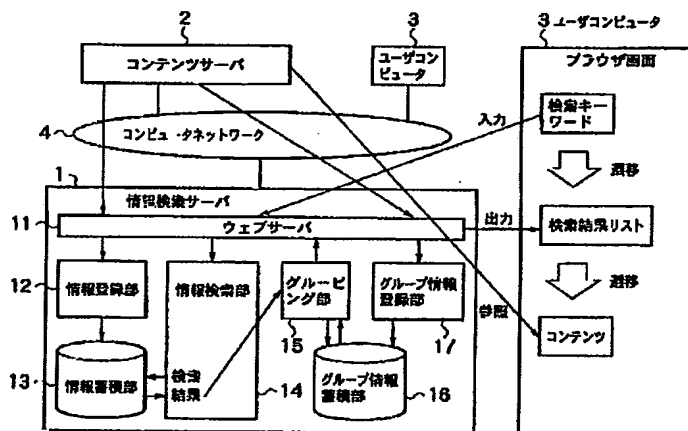 2
コンテンツサーバ
3
ユーザコン
ピュータ
3 ユーザコンピュータ
ブラウザ画面
検索キー
ワード
入力
遷移
4
コンピュータネットワーク
1
情報検索サーバ
11
ウェブサーバ
出力
検索結果リスト
12
情報登録部
情報検索部
グルーピ
ング部
15
グループ情報
登録部
17
参照
遷移
コンテンツ
13
情報蓄積部
検索
結果
14
グループ情報
蓄積部
16